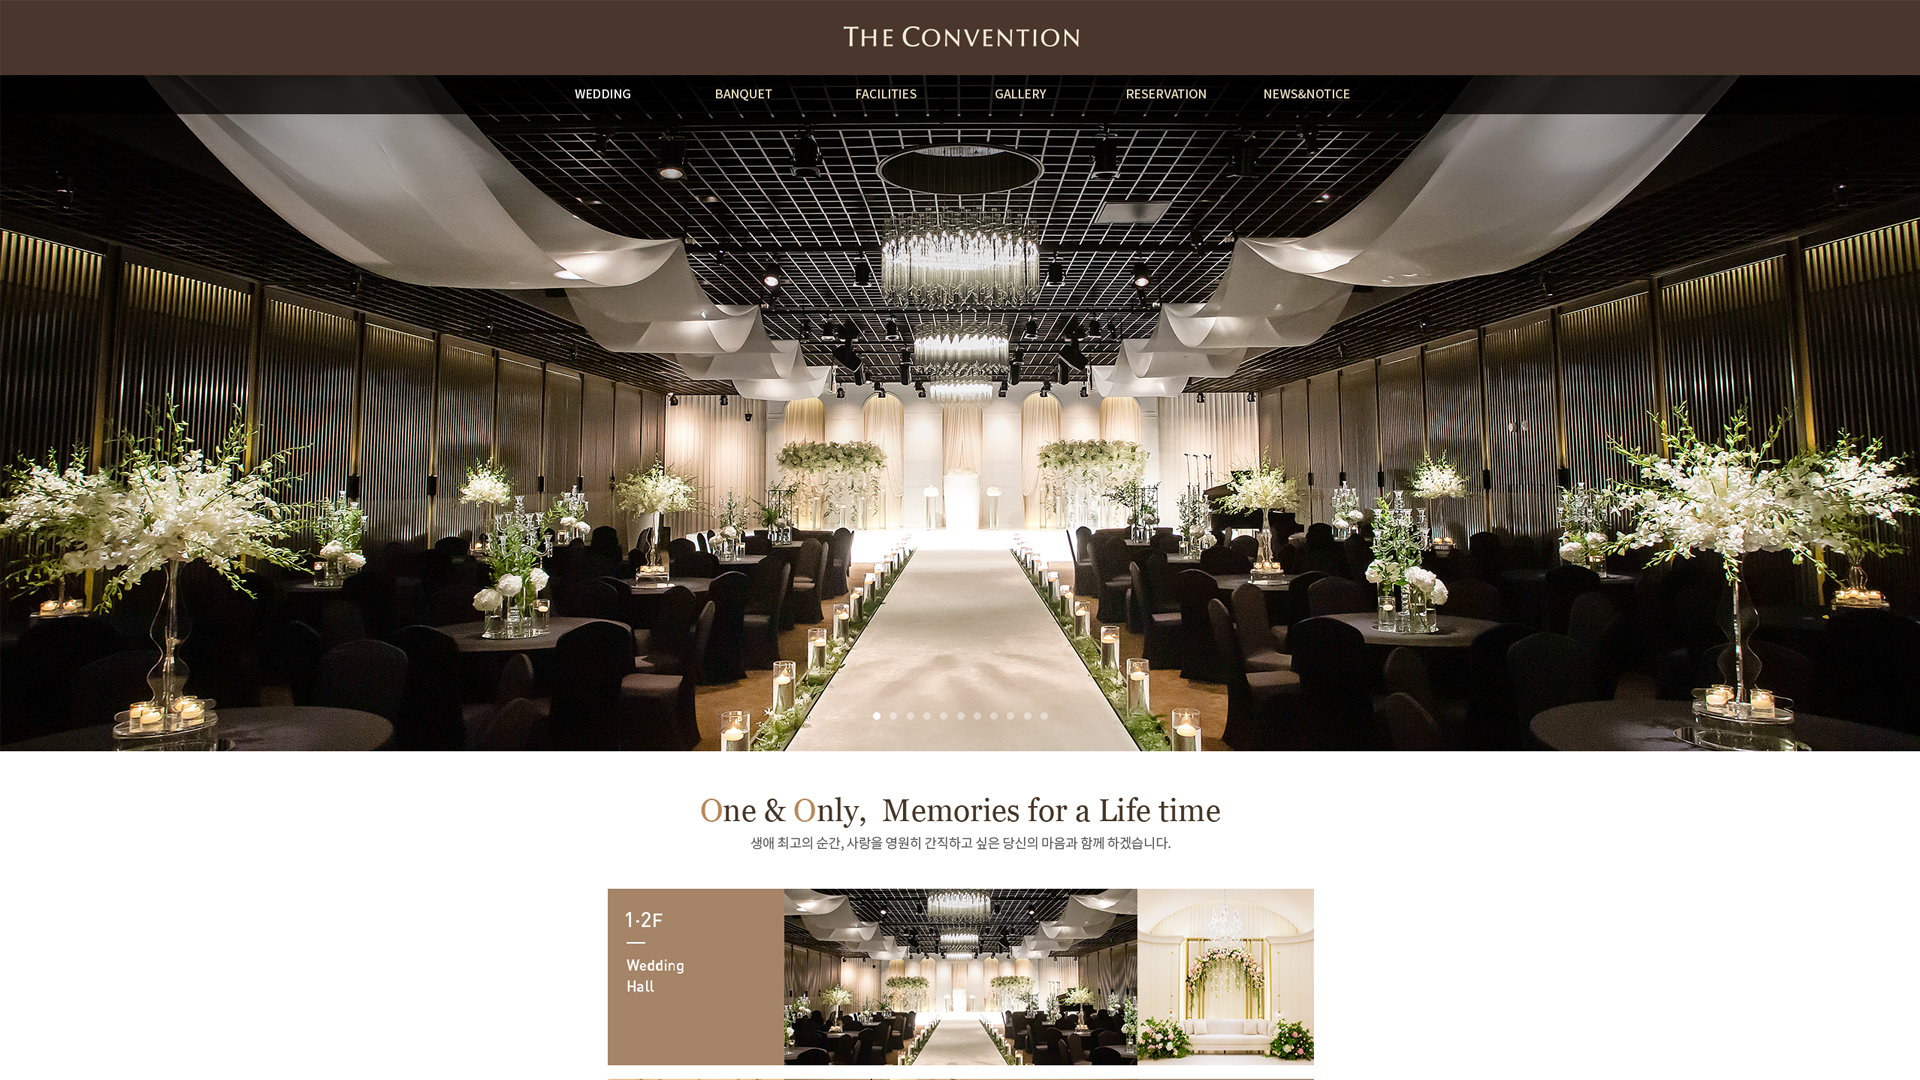 THE CONVENTION
WEDDING BANQUET FACILITIES GALLERY RESERVATION NEWS&NOTICE
One & Only, Memories for a Life time
생애 최고의 순간, 사랑을 영원히 간직하고 싶은 당신의 마음과 함께 하겠습니다.
1·2F
Wedding
Hall